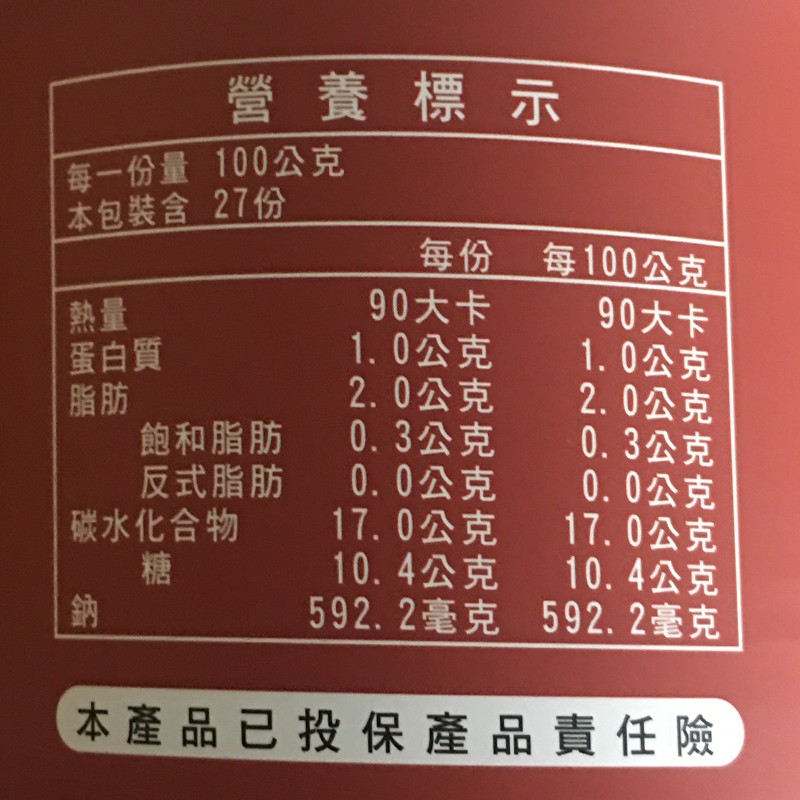 營養標示
每一份量 100公克
本包裝含 27份
每份 每100公克
熱量 90大卡 90大卡
蛋白質 1.0公克 1.0公克
脂肪 2.0公克 2.0公克
飽和脂肪 0.3公克 0.3公克
反式脂肪 0.0公克 0.0公克
碳水化合物 17.0公克 17.0公克
糖 10.4公克 10.4公克
鈉 592.2毫克 592.2毫克
本產品已投保產品責任險